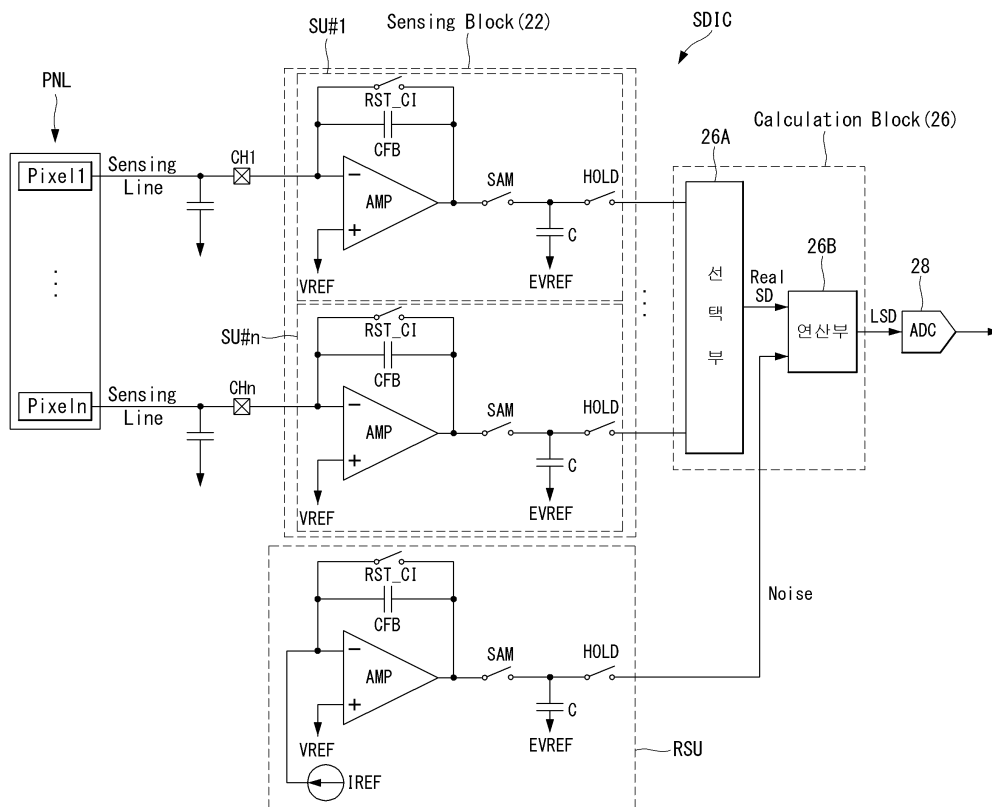 Sensing Block(22)
SDIC
SU#1
PNL
Calculation Block(26)
26A
RST_CI
CFB
Pixel1
Sensing
Line
CH1
AMP
SAM
HOLD
26B
C
VREF
EVREF
선
택
부
Real
SD
28
연산부
LSD
ADC
SU#n
RST_CI
CFB
Pixeln
Sensing
Line
CHn
AMP
SAM
HOLD
C
VREF
EVREF
RST_CI
CFB
Noise
AMP
SAM
HOLD
C
VREF
EVREF
RSU
IREF